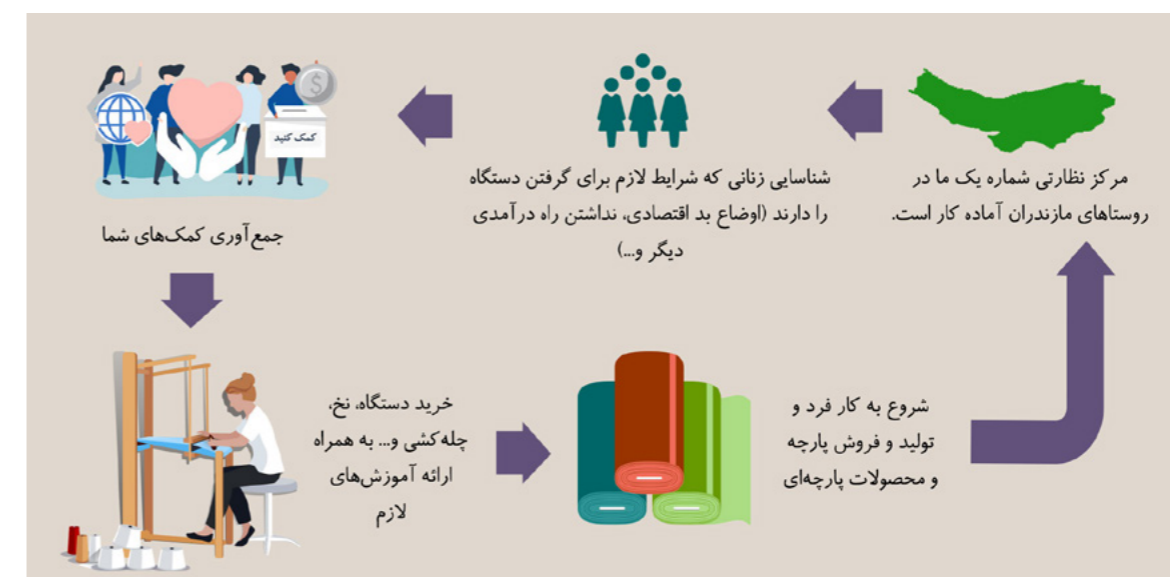 مرکز نظارتی شماره یک ما در
روستاهای مازندران آماده کار است.
شناسایی زنانی که شرایط لازم برای گرفتن دستگاه
را دارند (اوضاع بد اقتصادی، نداشتن راه درآمدی
دیگر و...)
کمک کنید
جمع‌آوری کمک‌های شما
خرید دستگاه، نخ،
چله‌کشی و... به همراه
ارائه آموزش‌های
لازم
شروع به کار فرد و
تولید و فروش پارچه
و محصولات پارچه‌ای